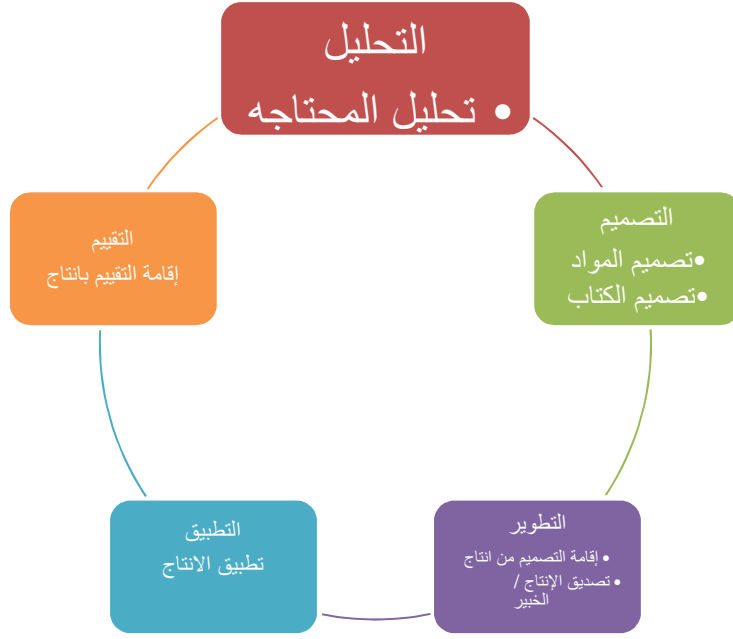 التحليل
• تحليل المحتاجه
التصميم
•تصميم المواد
•تصميم الكتاب
التطوير
• إقامة التصميم من انتاج
• تصديق الإنتاج /
الخبير
التطبيق
تطبيق الانتاج
التقييم
إقامة التقييم بانتاج